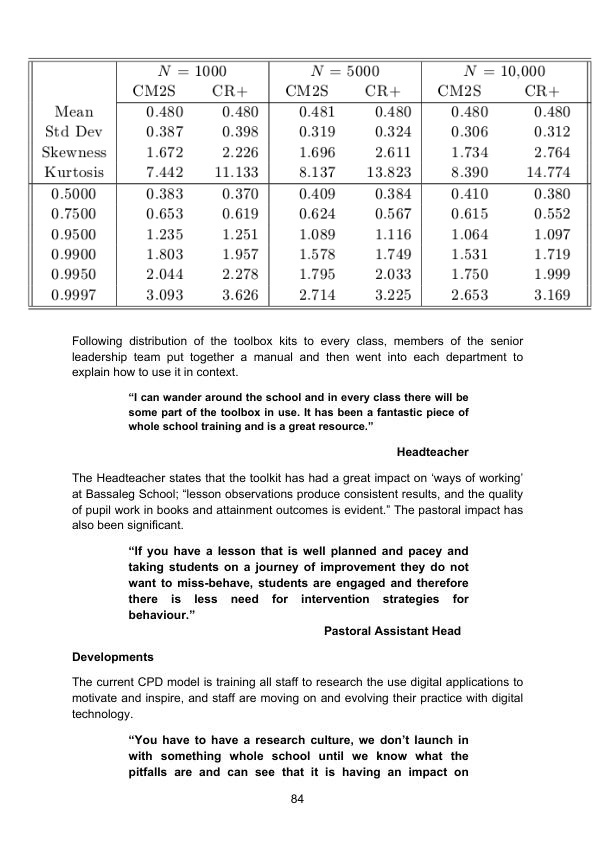 N = 1000 N = 5000 N = 10,000
CM2S CR+ CM2S CR+ CM2S CR+
Mean 0.480 0.480 0.481 0.480 0.480 0.480
Std Dev 0.387 0.398 0.319 0.324 0.306 0.312
Skewness 1.672 2.226 1.696 2.611 1.734 2.764
Kurtosis 7.442 11.133 8.137 13.823 8.390 14.774
0.5000 0.383 0.370 0.409 0.384 0.410 0.380
0.7500 0.653 0.619 0.624 0.567 0.615 0.552
0.9500 1.235 1.251 1.089 1.116 1.064 1.097
0.9900 1.803 1.957 1.578 1.749 1.531 1.719
0.9950 2.044 2.278 1.795 2.033 1.750 1.999
0.9997 3.093 3.626 2.714 3.225 2.653 3.169
Following distribution of the toolbox kits to every class, members of the senior
leadership team put together a manual and then went into each department to
explain how to use it in context.
“I can wander around the school and in every class there will be
some part of the toolbox in use. It has been a fantastic piece of
whole school training and is a great resource.”
Headteacher
The Headteacher states that the toolkit has had a great impact on ‘ways of working’
at Bassaleg School; “lesson observations produce consistent results, and the quality
of pupil work in books and attainment outcomes is evident.” The pastoral impact has
also been significant.
“If you have a lesson that is well planned and pacey and
taking students on a journey of improvement they do not
want to miss-behave, students are engaged and therefore
there is less need for intervention strategies for
behaviour.”
Pastoral Assistant Head
Developments
The current CPD model is training all staff to research the use digital applications to
motivate and inspire, and staff are moving on and evolving their practice with digital
technology.
“You have to have a research culture, we don’t launch in
with something whole school until we know what the
pitfalls are and can see that it is having an impact on
84